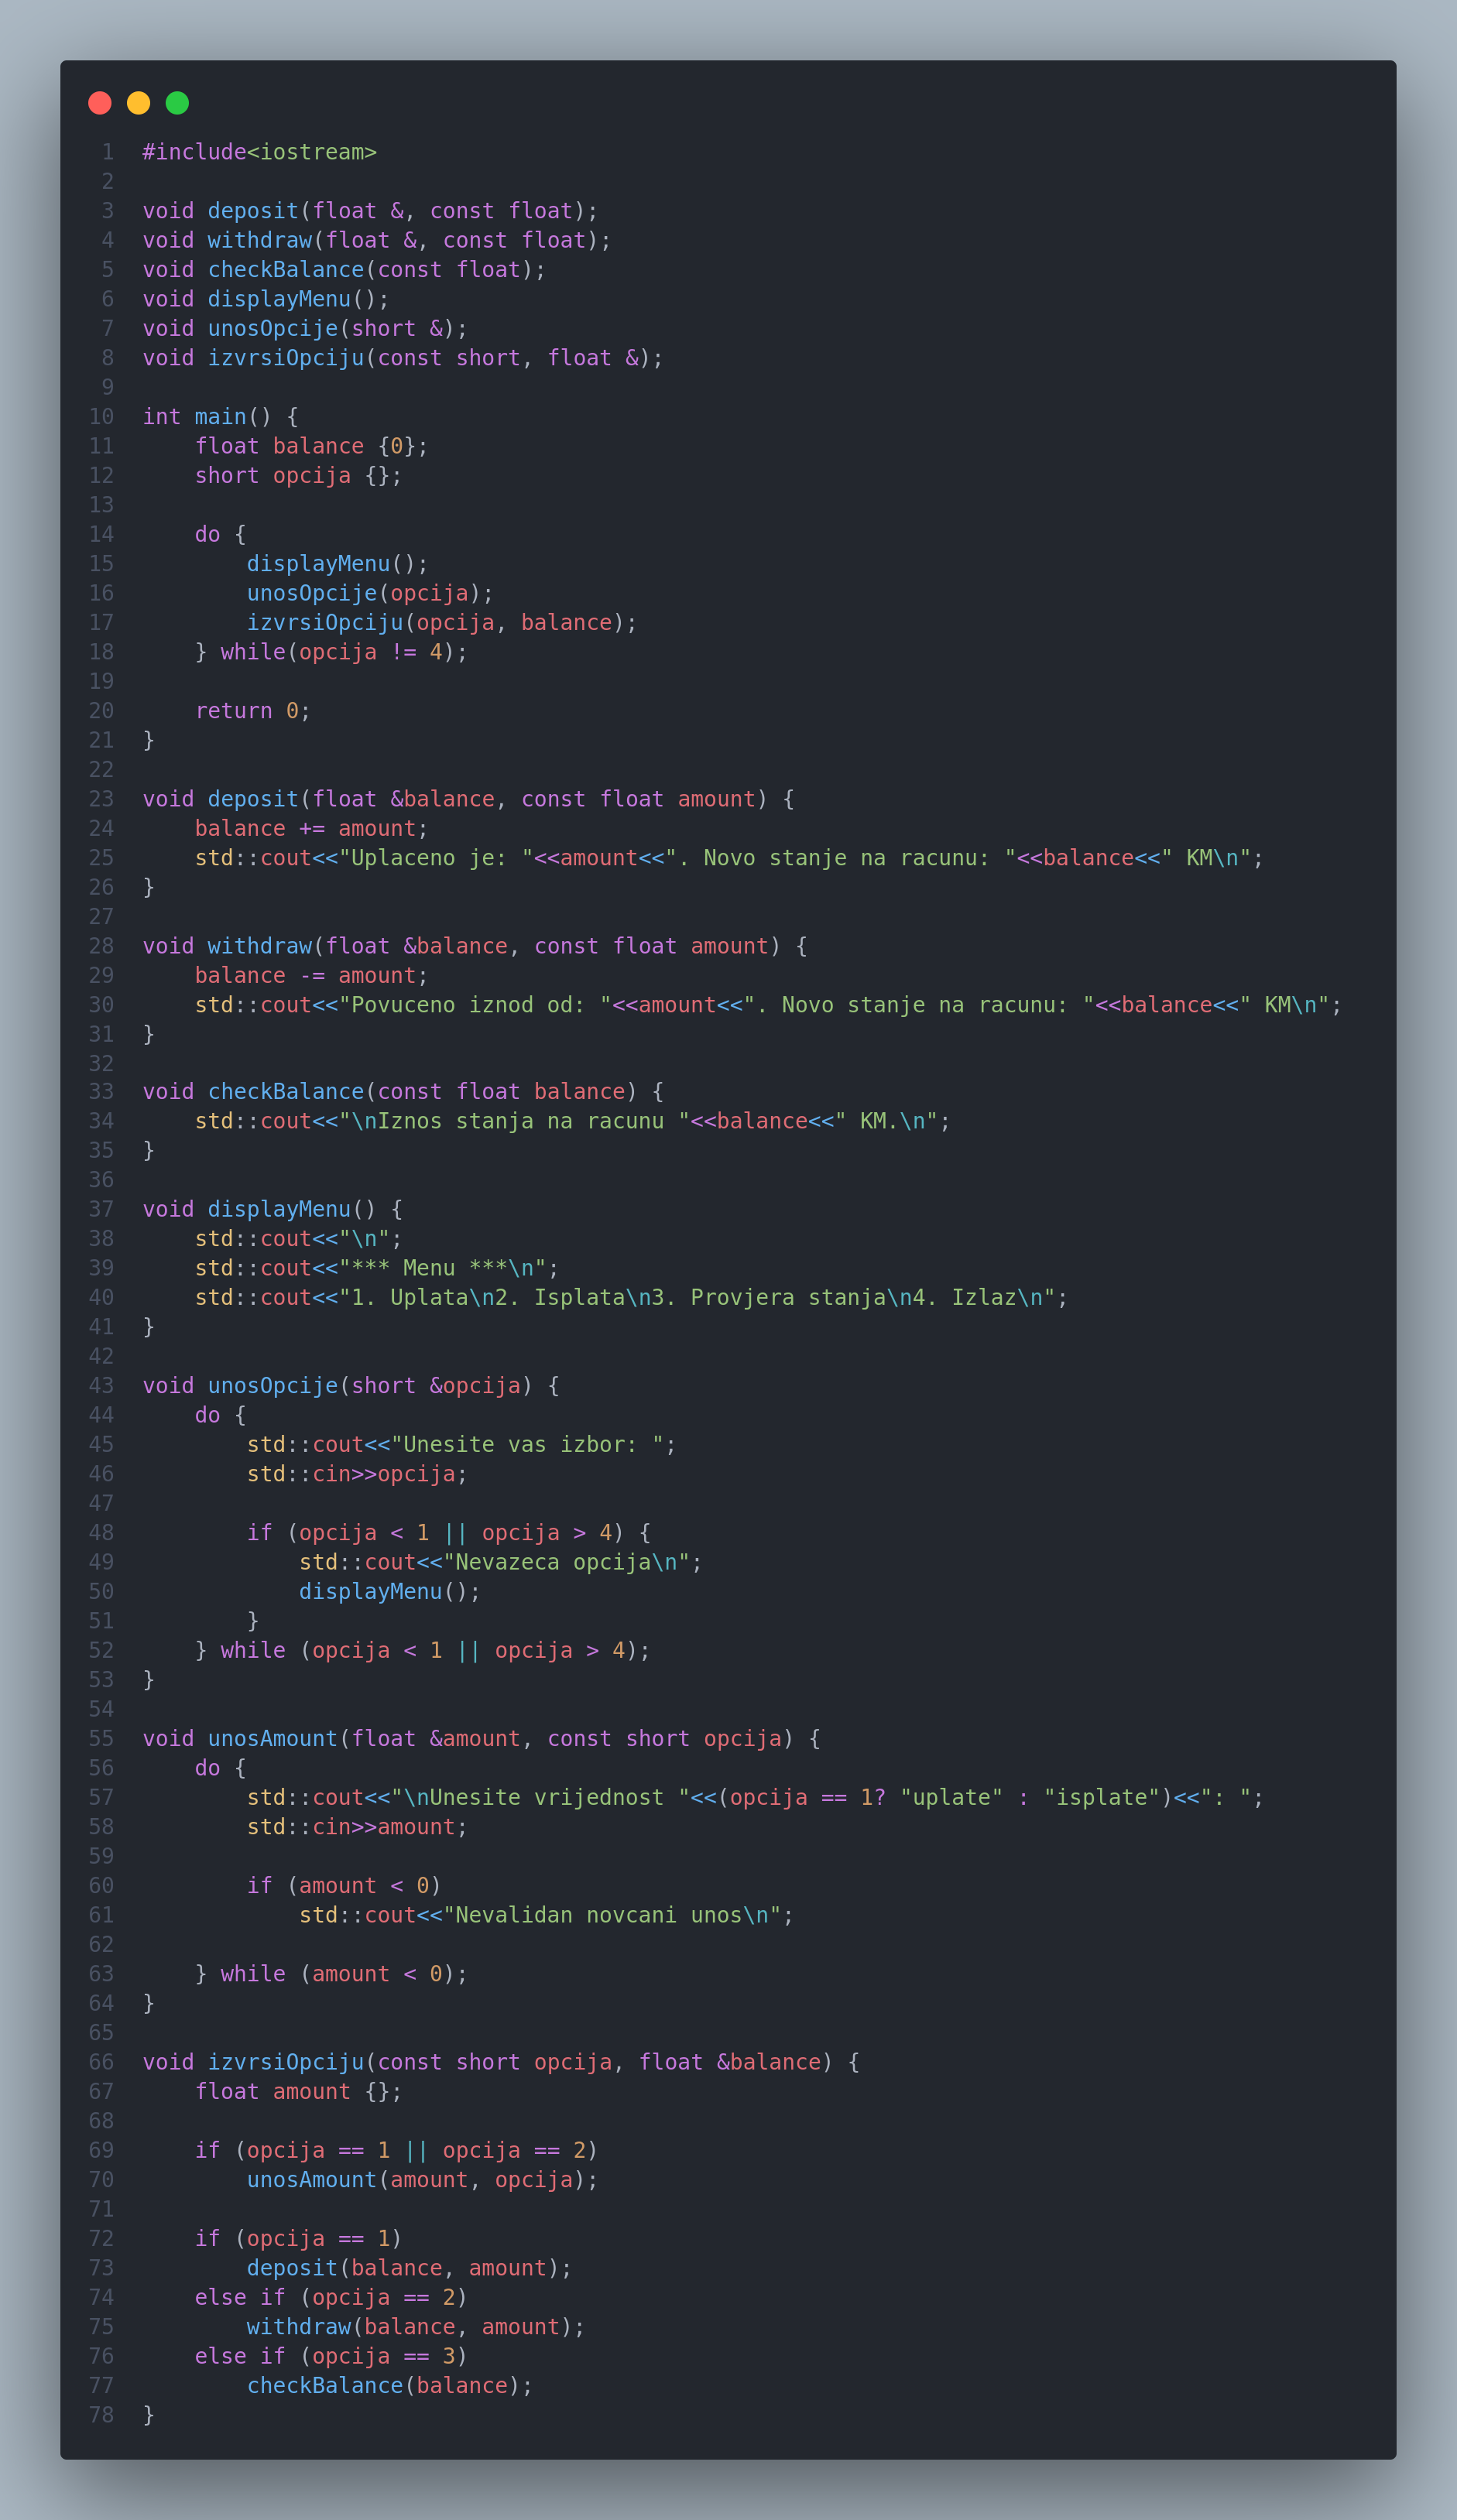 1 #include<iostream>
2
3 void deposit(float &, const float);
4 void withdraw(float &, const float);
5 void checkBalance(const float);
6 void displayMenu();
7 void unosOpcije(short &);
8 void izvrsiOpciju(const short, float &);
9
10 int main() {
11     float balance {0};
12     short opcija {};
13
14     do {
15         displayMenu();
16         unosOpcije(opcija);
17         izvrsiOpciju(opcija, balance);
18     } while(opcija != 4);
19
20     return 0;
21 }
22
23 void deposit(float &balance, const float amount) {
24     balance += amount;
25     std::cout<<"Uplaceno je: "<<amount<<". Novo stanje na racunu: "<<balance<<" KM\n";
26 }
27
28 void withdraw(float &balance, const float amount) {
29     balance -= amount;
30     std::cout<<"Povuceno iznod od: "<<amount<<". Novo stanje na racunu: "<<balance<<" KM\n";
31 }
32
33 void checkBalance(const float balance) {
34     std::cout<<"\nIznos stanja na racunu "<<balance<<" KM.\n";
35 }
36
37 void displayMenu() {
38     std::cout<<"\n";
39     std::cout<<"*** Menu ***\n";
40     std::cout<<"1. Uplata\n2. Isplata\n3. Provjera stanja\n4. Izlaz\n";
41 }
42
43 void unosOpcije(short &opcija) {
44     do {
45         std::cout<<"Unesite vas izbor: ";
46         std::cin>>opcija;
47
48         if (opcija < 1 || opcija > 4) {
49             std::cout<<"Nevazeca opcija\n";
50             displayMenu();
51         }
52     } while (opcija < 1 || opcija > 4);
53 }
54
55 void unosAmount(float &amount, const short opcija) {
56     do {
57         std::cout<<"\nUnesite vrijednost "<<(opcija == 1? "uplate" : "isplate")<<": ";
58         std::cin>>amount;
59
60         if (amount < 0)
61             std::cout<<"Nevalidan novcani unos\n";
62
63     } while (amount < 0);
64 }
65
66 void izvrsiOpciju(const short opcija, float &balance) {
67     float amount {};
68
69     if (opcija == 1 || opcija == 2)
70         unosAmount(amount, opcija);
71
72     if (opcija == 1)
73         deposit(balance, amount);
74     else if (opcija == 2)
75         withdraw(balance, amount);
76     else if (opcija == 3)
77         checkBalance(balance);
78 }